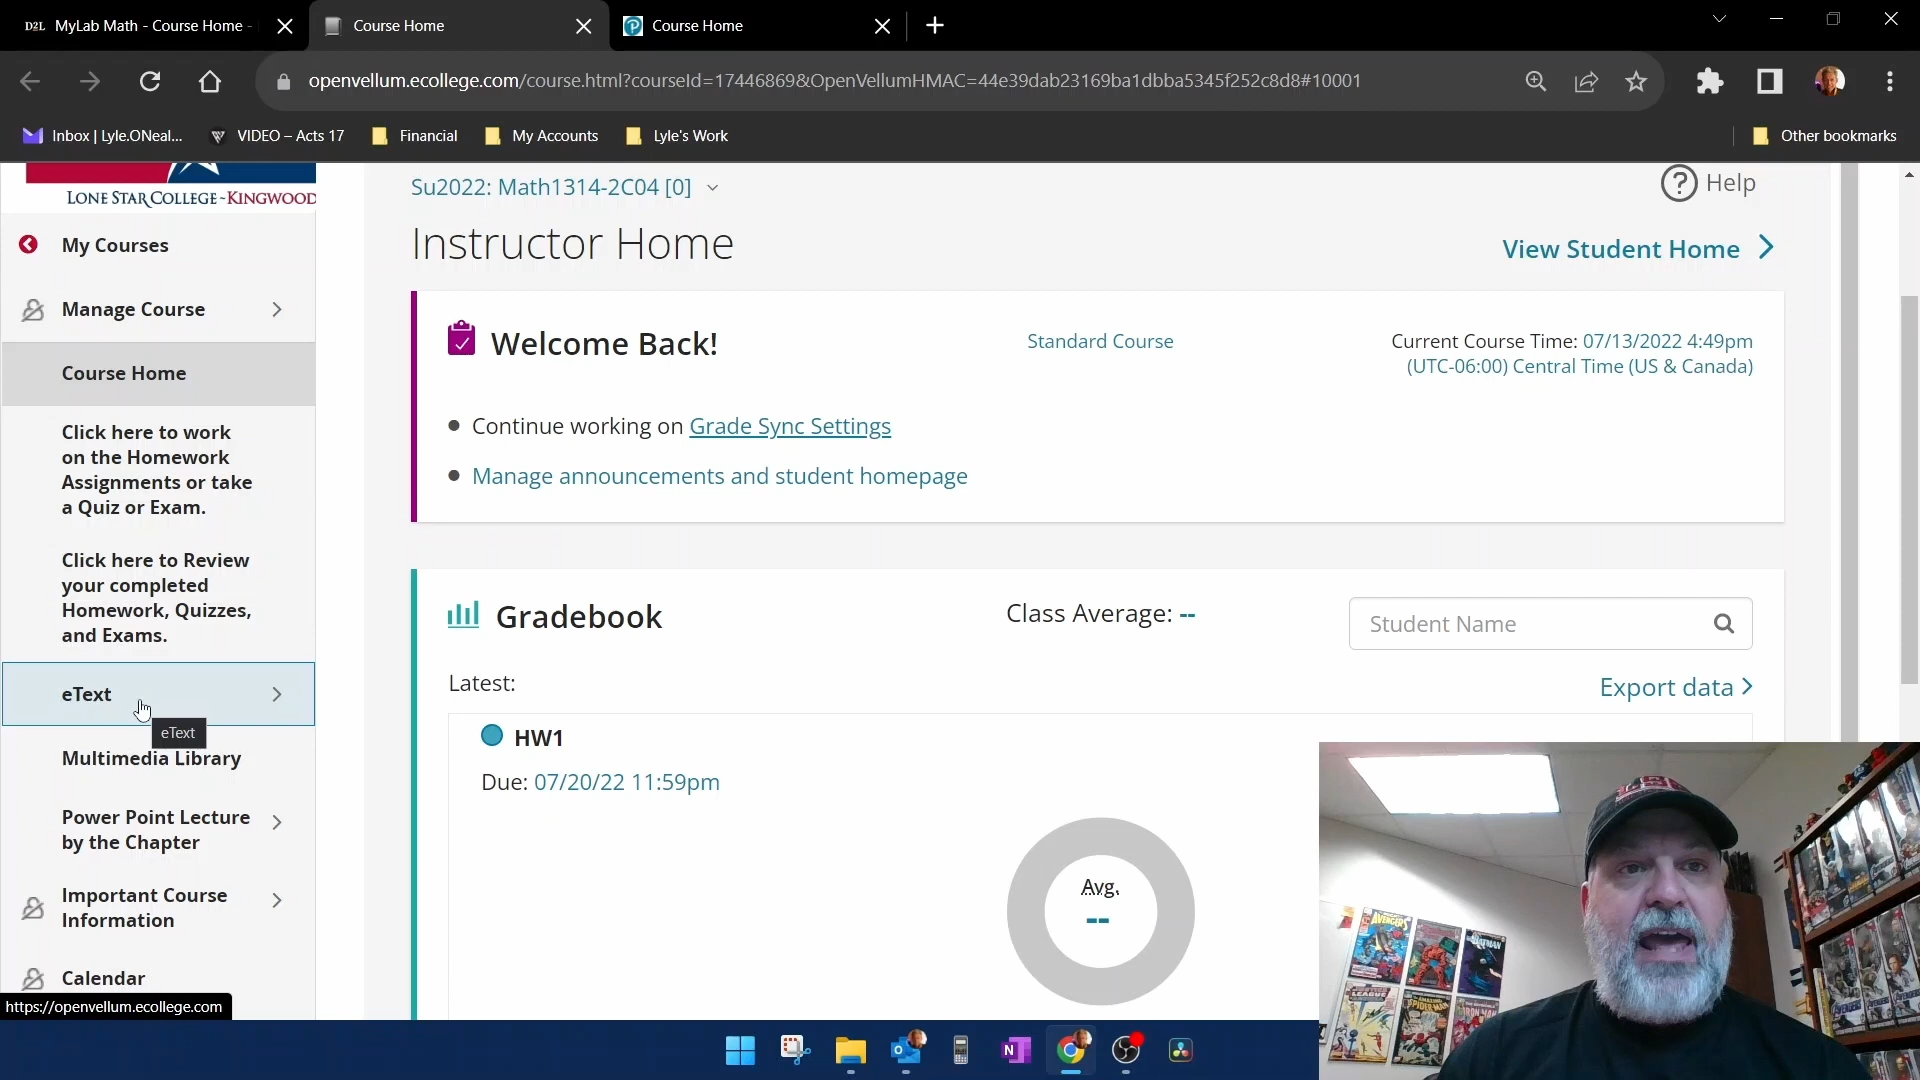 D2L MyLab Math - Course Home -
Course Home
Course Home
openvellum.ecollege.com/course.html?courseId=17446869&OpenVellumHMAC=44e39dab23169ba1dbba5345f252c8d8#10001
Inbox | Lyle.ONeal...
VIDEO – Acts 17
Financial
My Accounts
Lyle's Work
Other bookmarks
LONE STAR COLLEGE-KINGWOOD
My Courses
Manage Course
Course Home
Click here to work
on the Homework
Assignments or take
a Quiz or Exam.
Click here to Review
your completed
Homework, Quizzes,
and Exams.
eText
eText
Multimedia Library
Power Point Lecture
by the Chapter
Important Course
Information
Calendar
https://openvellum.ecollege.com
Su2022: Math1314-2C04 [0]
? Help
Instructor Home
View Student Home
Welcome Back!
Standard Course
Current Course Time: 07/13/2022 4:49pm
(UTC-06:00) Central Time (US & Canada)
Continue working on Grade Sync Settings
Manage announcements and student homepage
Gradebook
Class Average: --
Student Name
Latest:
Export data
HW1
Due: 07/20/22 11:59pm
Avg.
--
AVENGERS
BATMAN
LEAGUE
IRON MAN